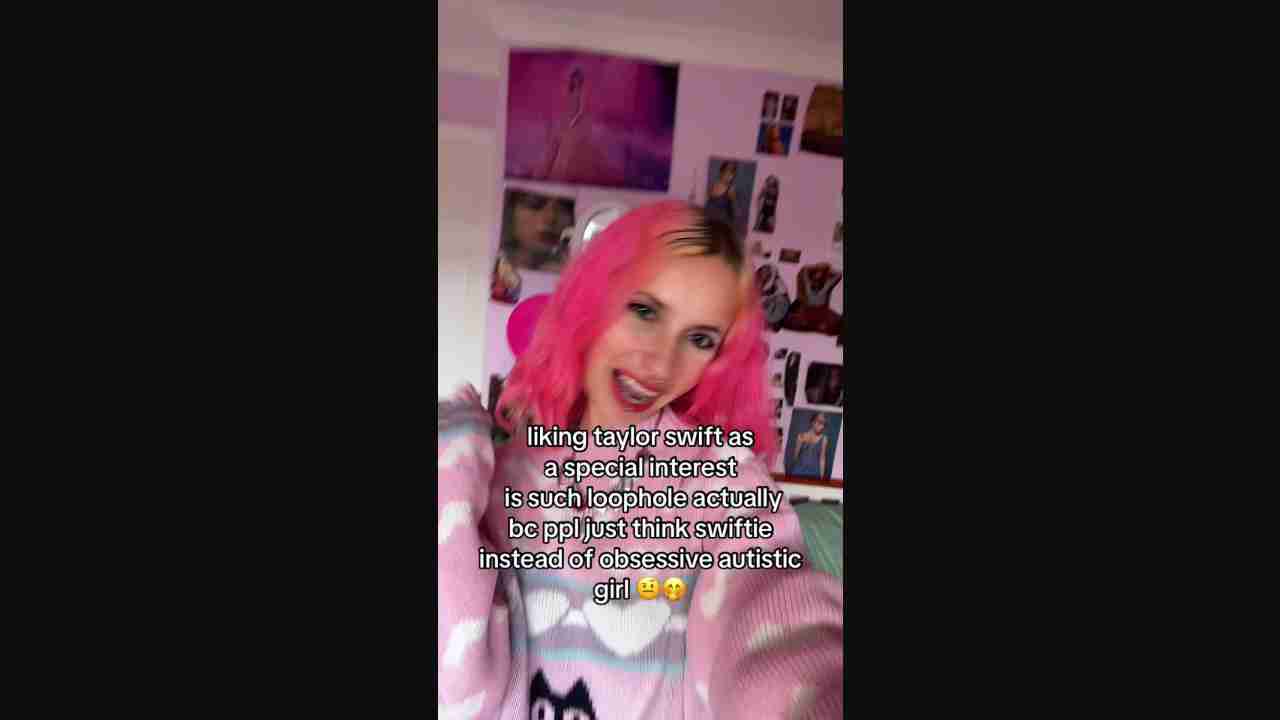 liking taylor swift as
a special interest
is such loophole actually
bc ppl just think swiftie
instead of obsessive autistic
girl 🤨🤭